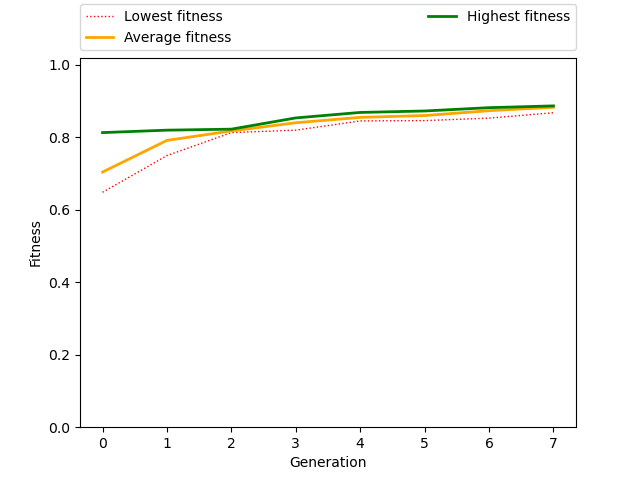 Lowest fitness
Average fitness
Highest fitness
1.0
0.8
0.6
0.4
0.2
0.0
Fitness
0 1 2 3 4 5 6 7
Generation